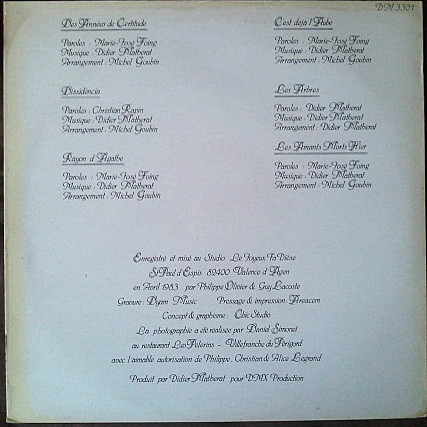 DM 3301
Des Années de Certitude
Paroles : Marie-José Foing
Musique : Didier Matherat
Arrangement : Michel Goubin
Dissidencia
Paroles : Christian Rapin
Musique : Didier Matherat
Arrangement : Michel Goubin
Rayon d'Agathe
Paroles : Marie-José Foing
Musique : Didier Matherat
Arrangement : Michel Goubin
C'est déjà l'Aube
Paroles : Marie-José Foing
Musique : Didier Matherat
Arrangement : Michel Goubin
Les Arbres
Paroles : Didier Matherat
Musique : Didier Matherat
Arrangement : Didier Matherat
Les Amants Morts Hier
Paroles : Marie-José Foing
Musique : Didier Matherat
Arrangement : Michel Goubin
Enregistré et mixé au Studio Le Joyeux Fa Dièse
St Paul d'Espis 82400 Valence d'Agen
en Avril 1983 par Philippe Olivier & Guy Lacoste
Gravure : Dyam Music Pressage & impression : Areacem
Concept & graphisme : Chic Studio
La photographie a été réalisée par Daniel Simonet
au restaurant Les Pèlerins - Villefranche du Périgord
avec l'aimable autorisation de Philippe, Christian & Alice Legrand
Produit par Didier Matherat pour DMX Production